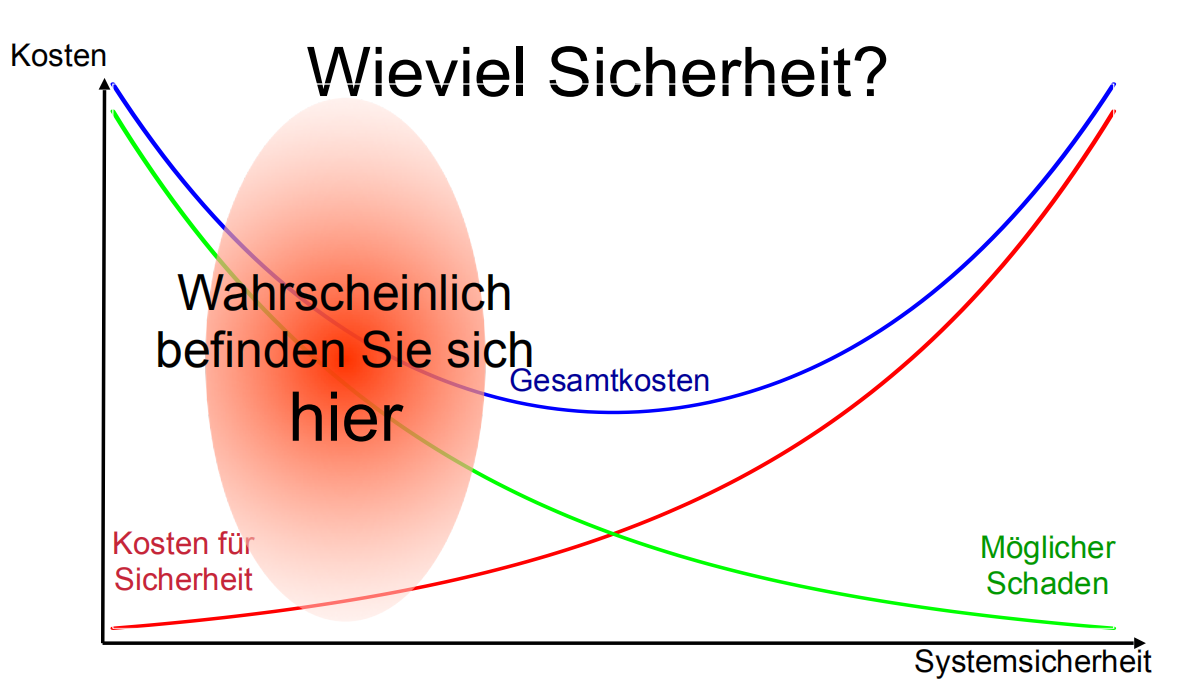 Wieviel Sicherheit?
Kosten
Wahrscheinlich
befinden Sie sich
hier
Gesamtkosten
Kosten für
Sicherheit
Möglicher
Schaden
Systemsicherheit